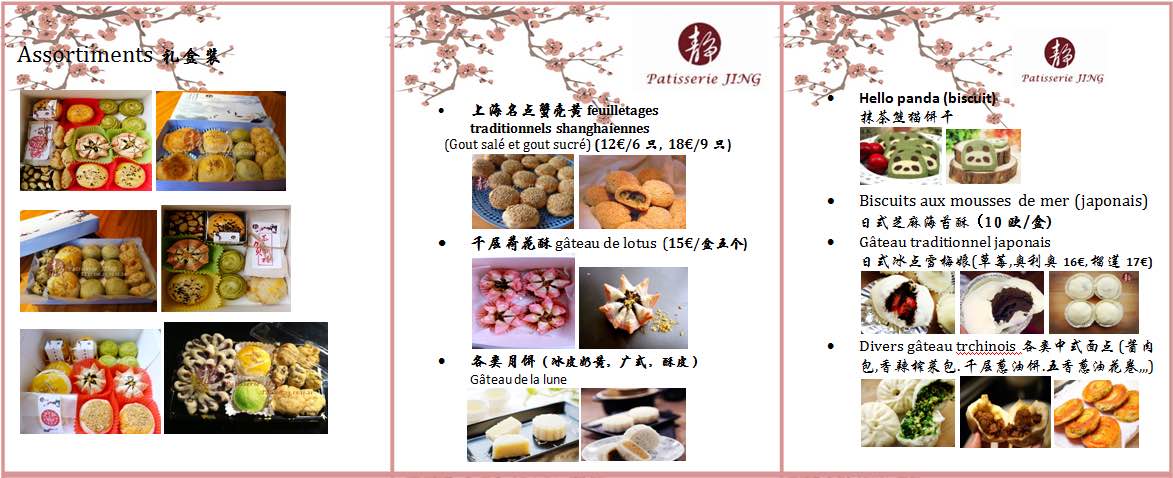 Assortiments 礼盒装
静
Patisserie JING
• 上海名点蟹壳黄 feuilletages
traditionnels shanghaiennes
(Gout salé et gout sucré) (12€/6 只, 18€/9 只)
• 千层荷花酥 gâteau de lotus (15€/盒五个)
• 各类月饼（冰皮奶黄，广式，酥皮）
Gâteau de la lune
静
Patisserie JING
• Hello panda (biscuit)
抹茶熊猫饼干
• Biscuits aux mousses de mer (japonais)
日式芝麻海苔酥（10 欧/盒）
• Gâteau traditionnel japonais
日式冰点雪梅娘(草莓,奥利奥 16€, 榴莲 17€)
• Divers gâteau trchinois 各类中式面点 (酱肉
包,香辣榨菜包.千层葱油饼.五香葱油花卷,,,)